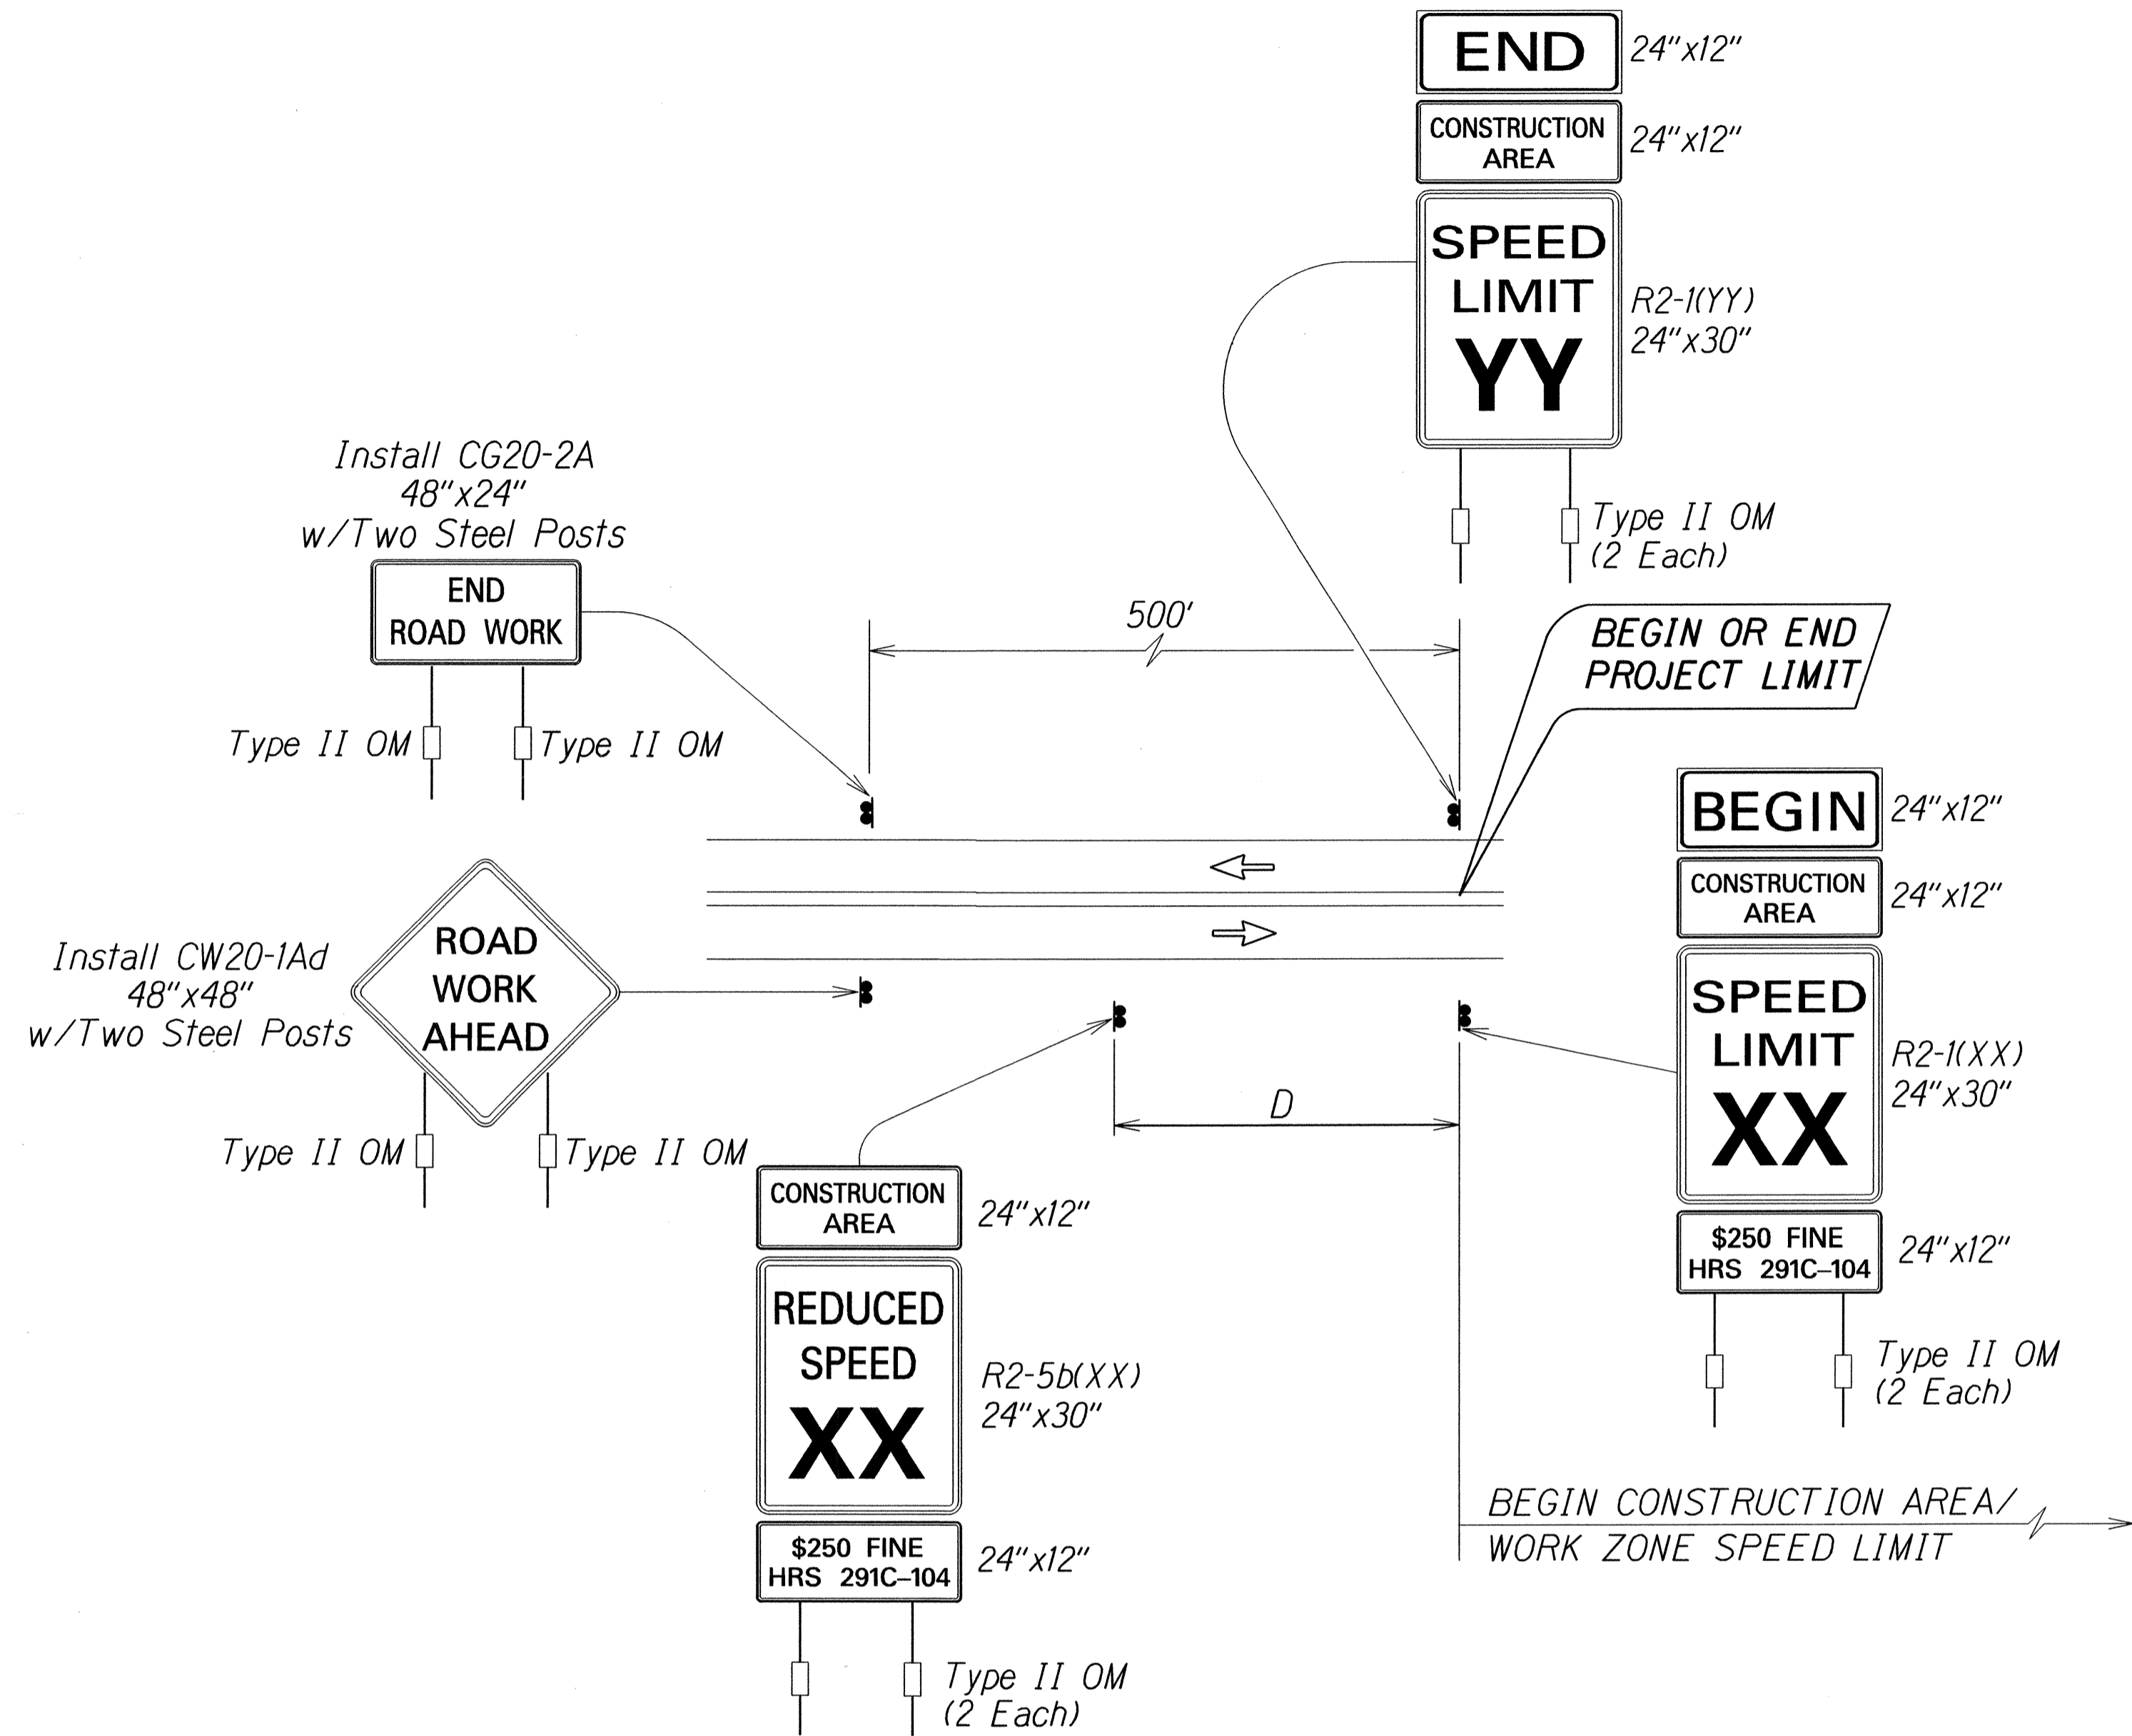 END
24"x12"
CONSTRUCTION
AREA
24"x12"
SPEED
LIMIT
YY
R2-1(YY)
24"x30"
Type II OM
(2 Each)
Install CG20-2A
48"x24"
w/Two Steel Posts
END
ROAD WORK
Type II OM
Type II OM
500'
BEGIN OR END
PROJECT LIMIT
BEGIN
24"x12"
CONSTRUCTION
AREA
24"x12"
SPEED
LIMIT
XX
R2-1(XX)
24"x30"
$250 FINE
HRS 291C-104
24"x12"
Type II OM
(2 Each)
Install CW20-1Ad
48"x48"
w/Two Steel Posts
ROAD
WORK
AHEAD
Type II OM
Type II OM
D
CONSTRUCTION
AREA
24"x12"
REDUCED
SPEED
XX
R2-5b(XX)
24"x30"
$250 FINE
HRS 291C-104
24"x12"
Type II OM
(2 Each)
BEGIN CONSTRUCTION AREA/
WORK ZONE SPEED LIMIT